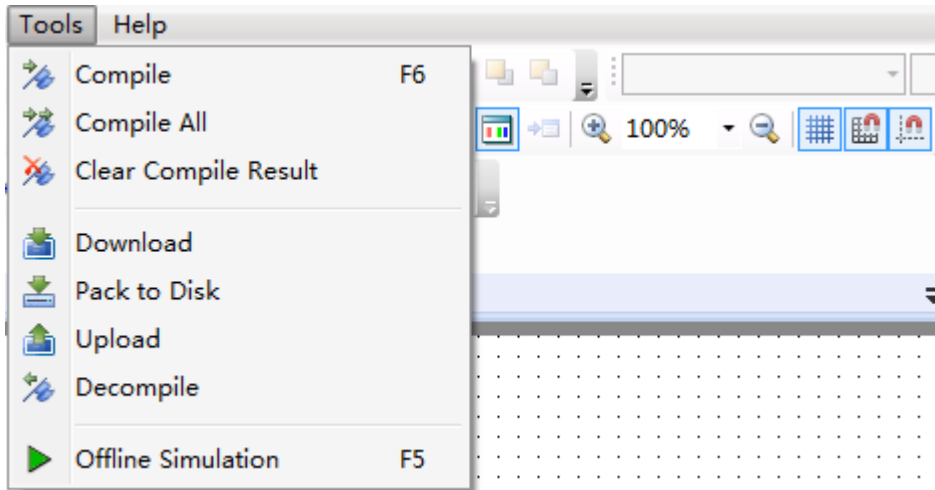 Tools Help
Compile F6
Compile All
100%
Clear Compile Result
Download
Pack to Disk
Upload
Decompile
Offline Simulation F5